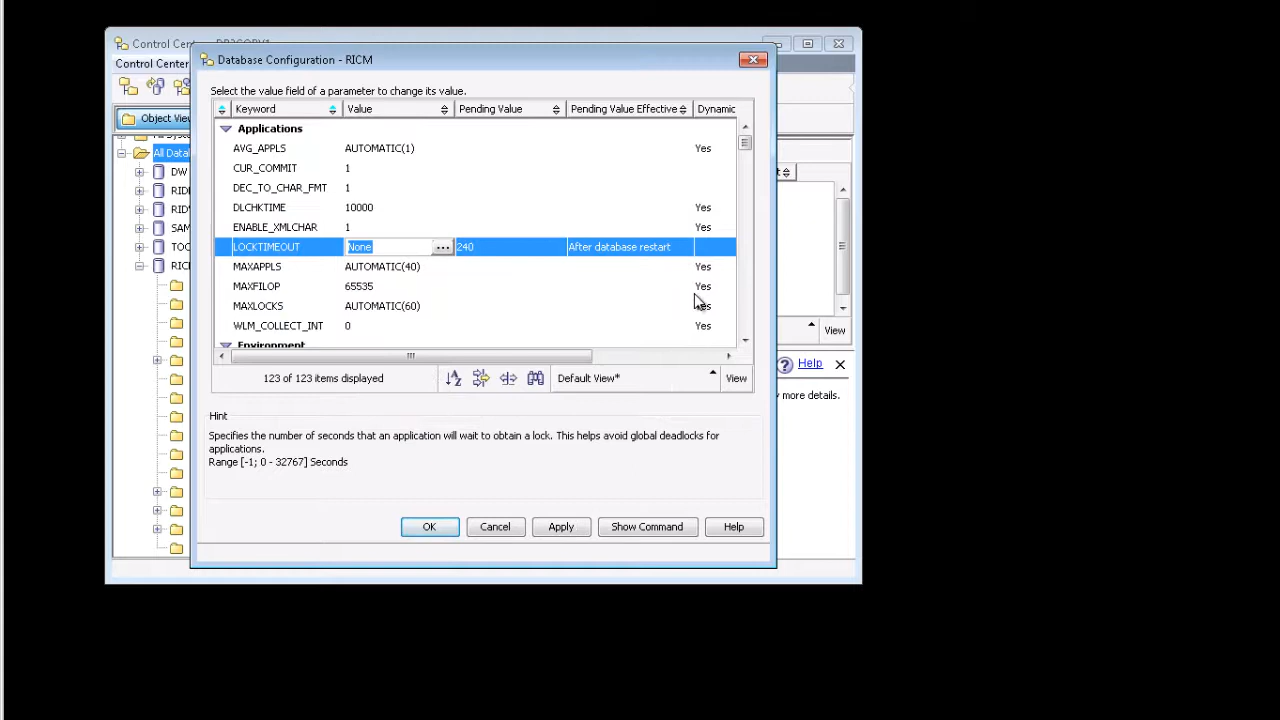 Control Cen
Database Configuration - RICM
Control Center
Select the value field of a parameter to change its value.
Keyword Value Pending Value Pending Value Effective Dynamic
Object Viev
Applications
AVG_APPLS AUTOMATIC(1) Yes
All Datab
CUR_COMMIT 1
DW
DEC_TO_CHAR_FMT 1
RID
DLCHKTIME 10000 Yes
RID
ENABLE_XMLCHAR 1 Yes
SAM
LOCKTIMEOUT None ... 240 After database restart
TOO
MAXAPPLS AUTOMATIC(40) Yes
RIC
MAXFILOP 65535 Yes
MAXLOCKS AUTOMATIC(60) Yes
WLM_COLLECT_INT 0 Yes
View
Environment
Help
123 of 123 items displayed Default View* View
y more details.
Hint
Specifies the number of seconds that an application will wait to obtain a lock. This helps avoid global deadlocks for
applications.
Range [-1; 0 - 32767] Seconds
OK Cancel Apply Show Command Help